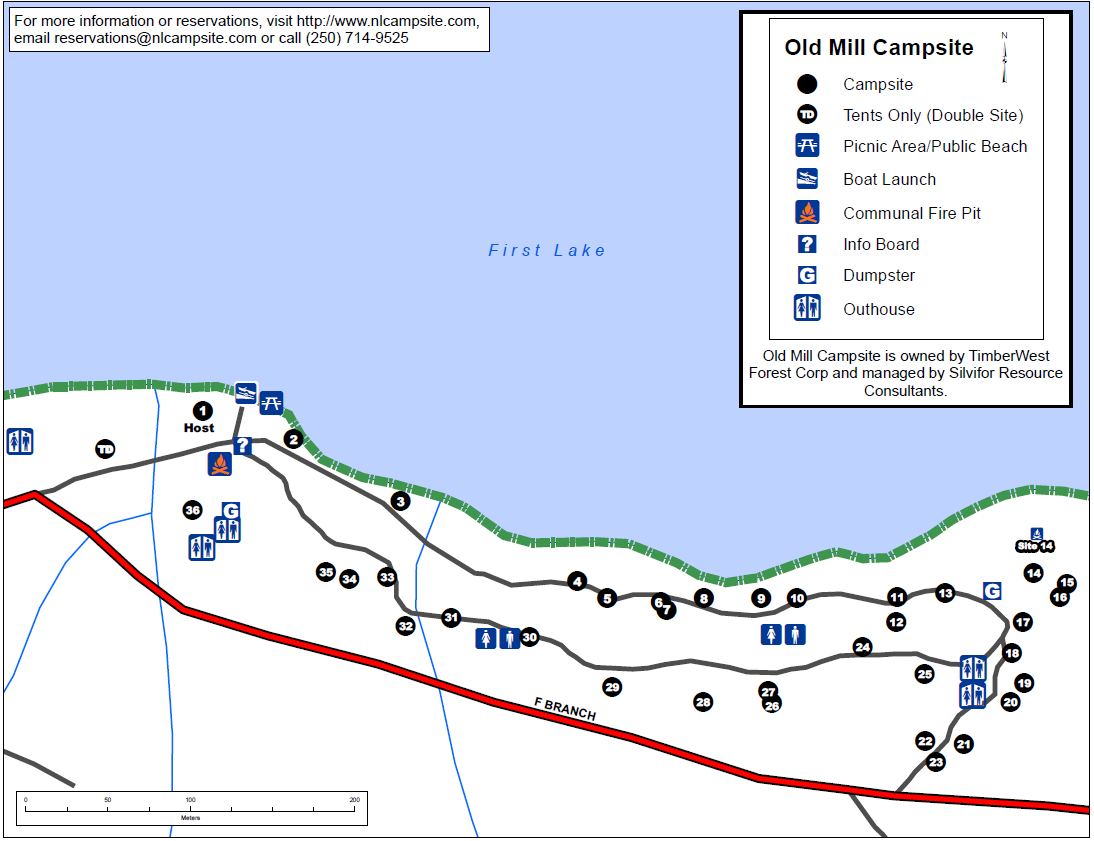 For more information or reservations, visit http://www.nlcampsite.com,
email reservations@nlcampsite.com or call (250) 714-9525
Old Mill Campsite
N
Campsite
TD
Tents Only (Double Site)
Picnic Area/Public Beach
Boat Launch
Communal Fire Pit
?
Info Board
G
Dumpster
Outhouse
Old Mill Campsite is owned by TimberWest
Forest Corp and managed by Silvifor Resource
Consultants.
First Lake
1
Host
2
TD
?
3
36
G
Site 14
14
15
16
4
5
6
7
8
9
10
11
12
13
G
17
35
34
33
32
31
30
24
18
25
19
20
29
28
27
26
22
21
23
F BRANCH
0 50 100 200
Meters